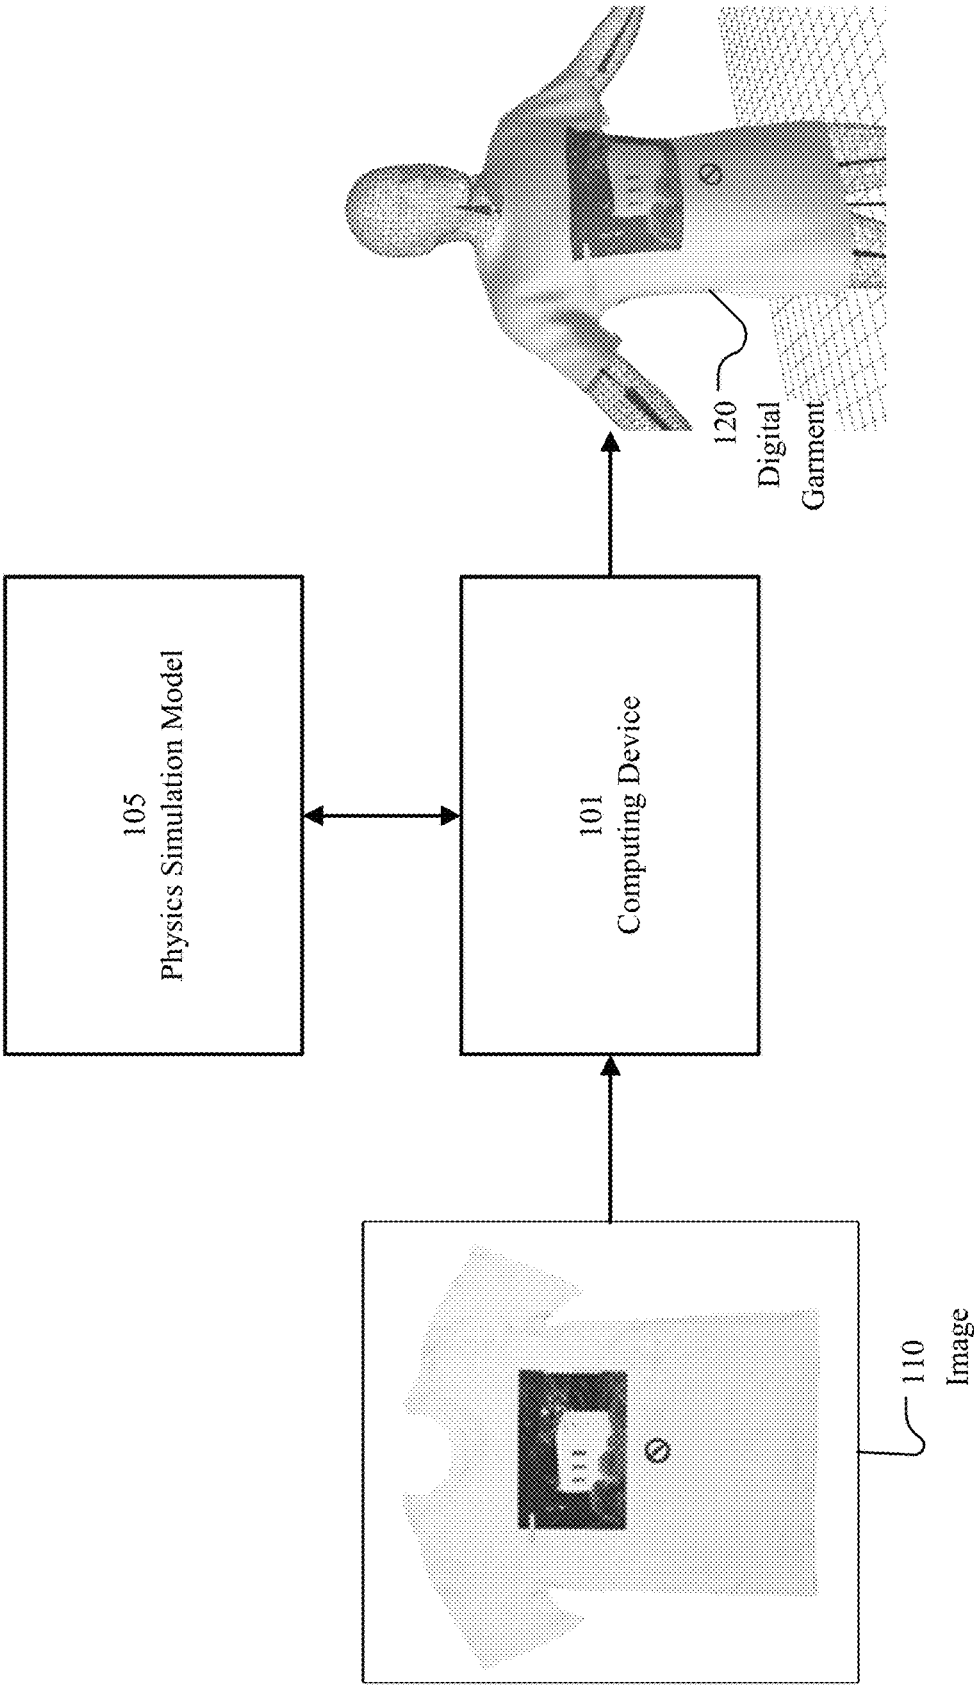 105
Physics Simulation Model
101
Computing Device
110
Image
120
Digital
Garment